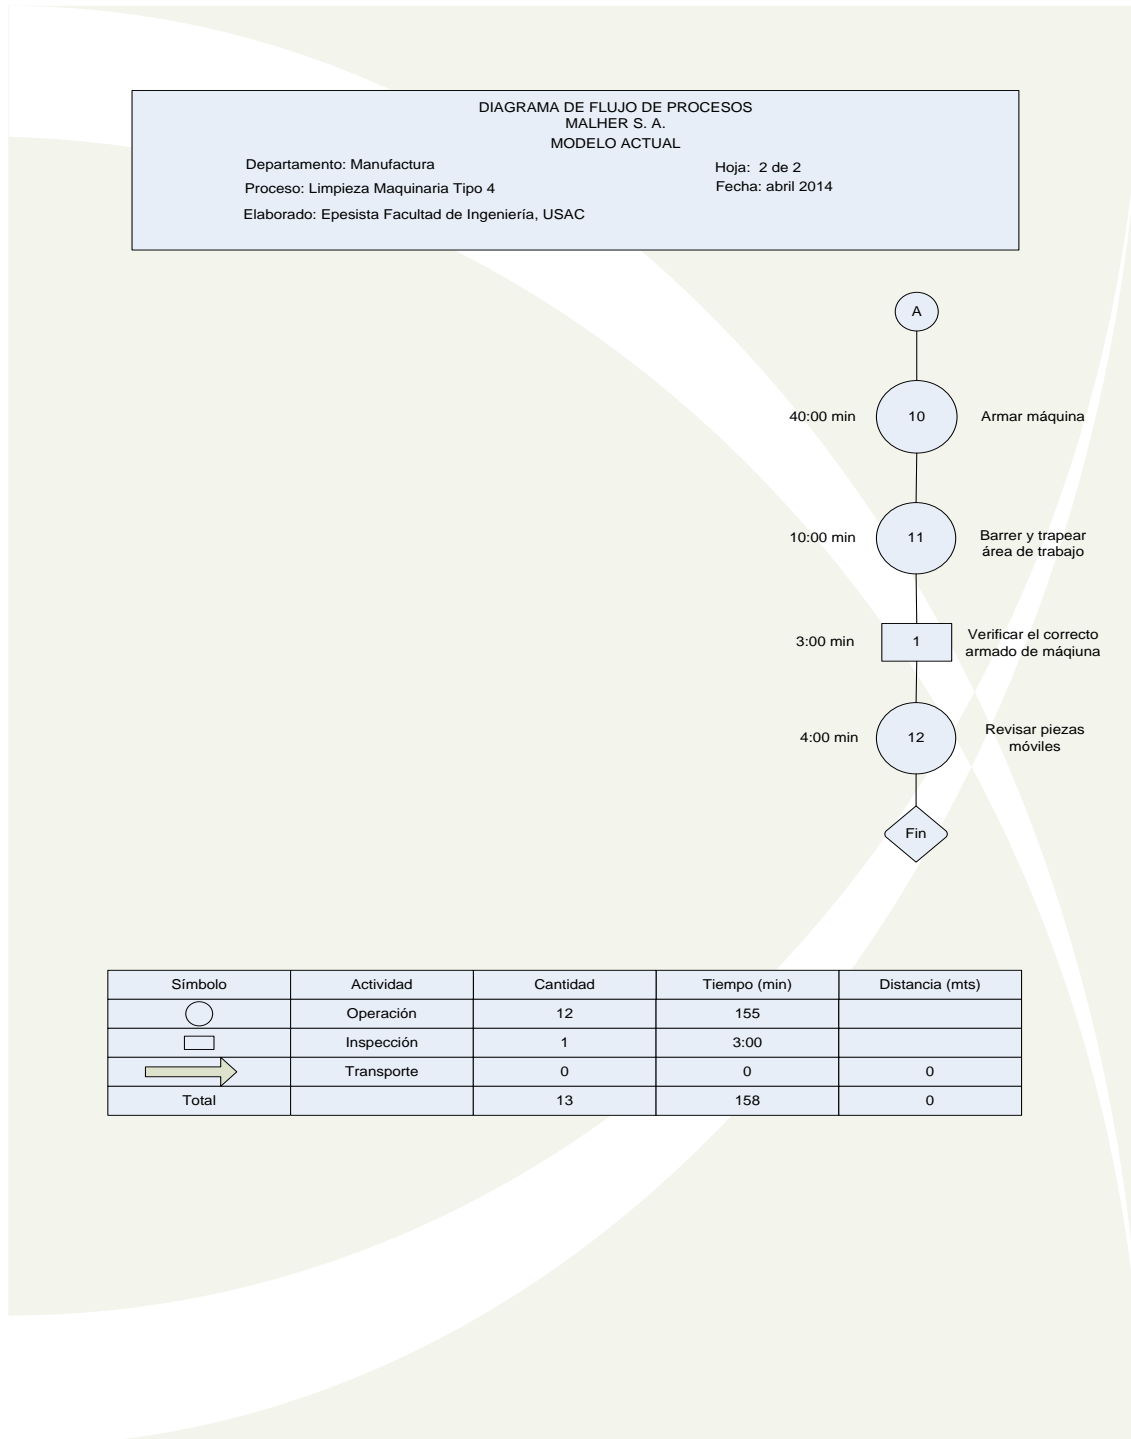 DIAGRAMA DE FLUJO DE PROCESOS
MALHER S. A.
MODELO ACTUAL
Departamento: Manufactura
Hoja: 2 de 2
Proceso: Limpieza Maquinaria Tipo 4
Fecha: abril 2014
Elaborado: Epesista Facultad de Ingeniería, USAC
A
40:00 min
10
Armar máquina
10:00 min
11
Barrer y trapear
área de trabajo
3:00 min
1
Verificar el correcto
armado de máqiuna
4:00 min
12
Revisar piezas
móviles
Fin
Símbolo Actividad Cantidad Tiempo (min) Distancia (mts)
Operación 12 155
Inspección 1 3:00
Transporte 0 0 0
Total 13 158 0